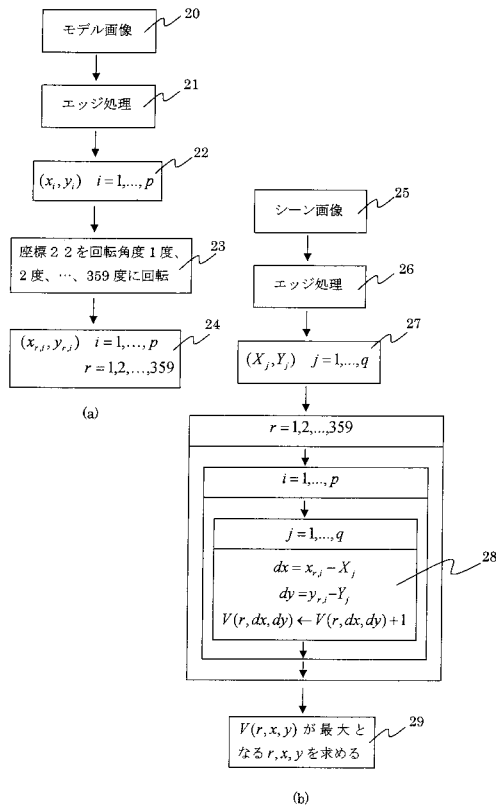 20
モデル画像
21
エッジ処理
22
(x_i, y_i)　i = 1,...,p
23
座標２２を回転角度１度、
２度、…、359度に回転
24
(x_{r,i}, y_{r,i})　i = 1,...,p
r = 1,2,...,359
(a)
25
シーン画像
26
エッジ処理
27
(X_j, Y_j)　j = 1,...,q
r = 1,2,...,359
i = 1,...,p
j = 1,...,q
28
dx = x_{r,i} − X_j
dy = y_{r,i} − Y_j
V(r,dx,dy) ← V(r,dx,dy)+1
29
V(r,x,y)が最大と
なるr,x,yを求める
(b)